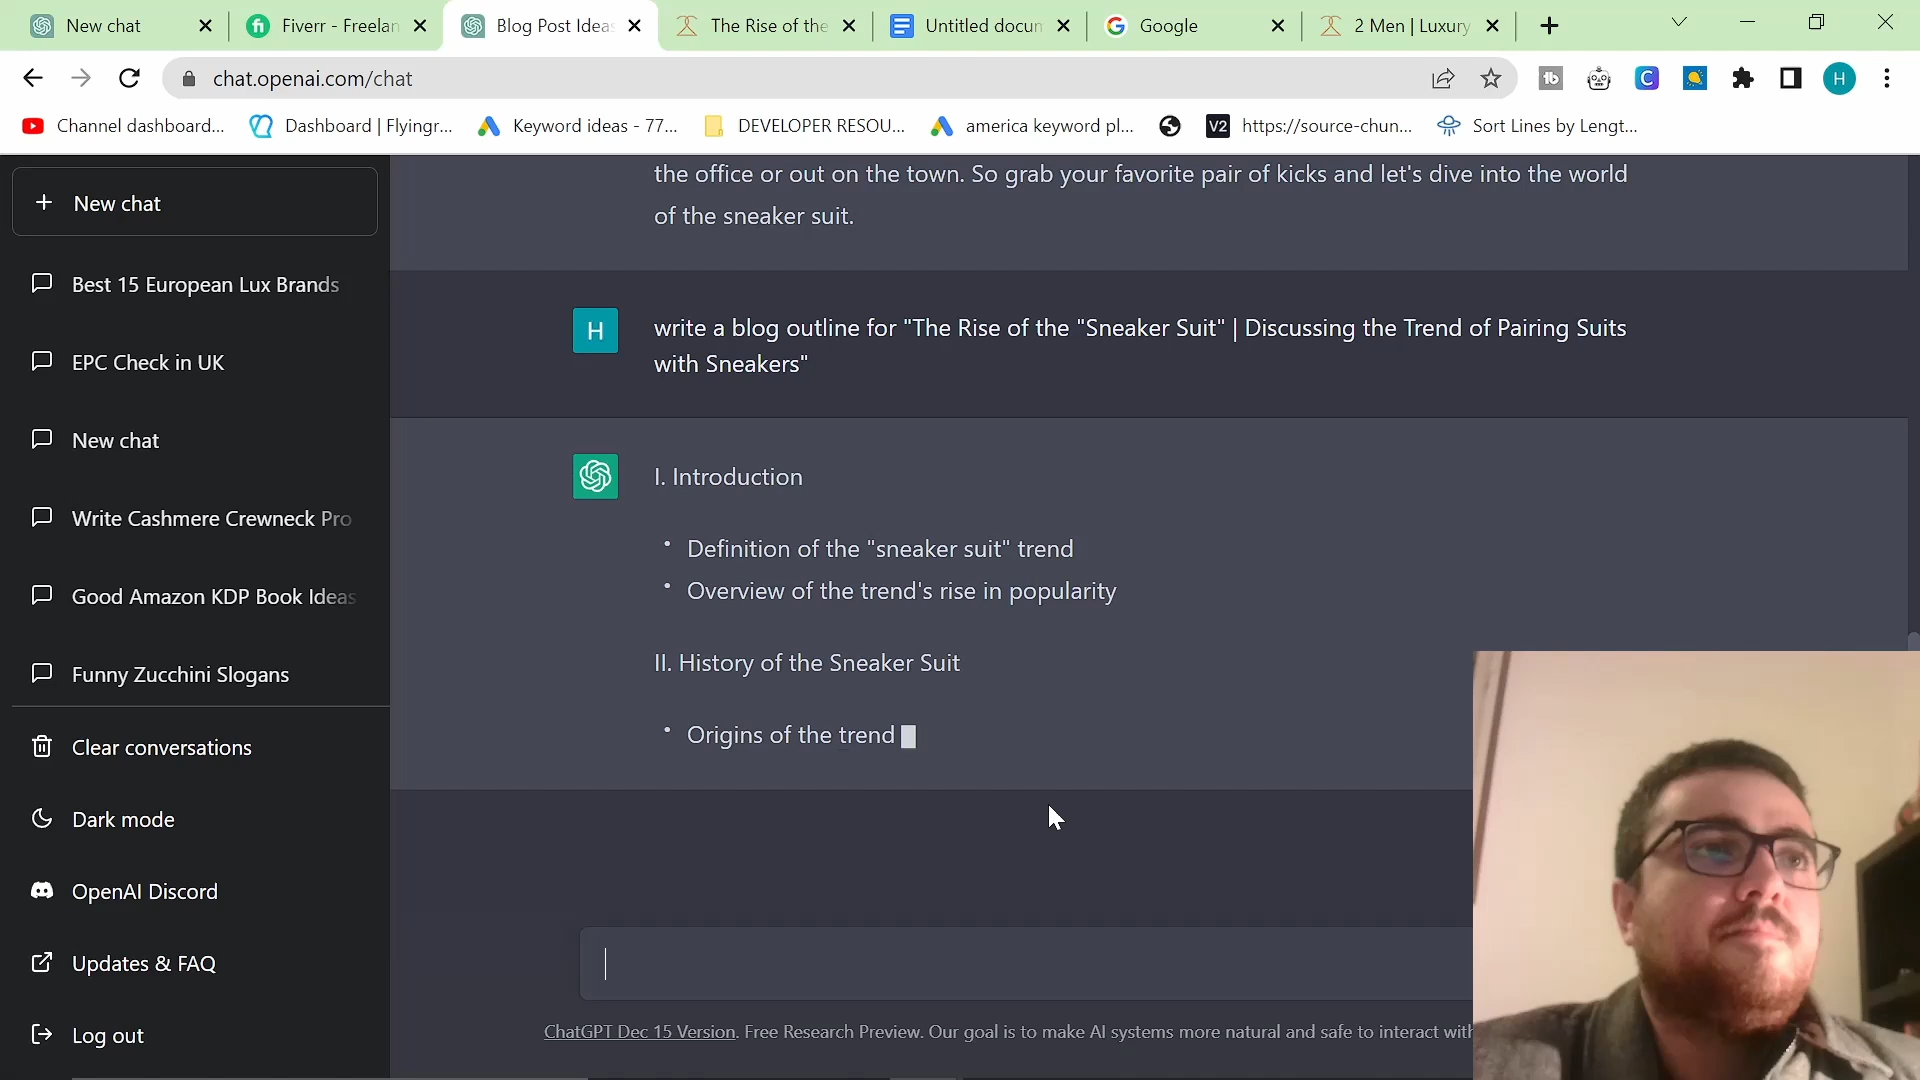 New chat
Fiverr - Freelan
Blog Post Ideas
The Rise of the
Untitled docum
Google
2 Men | Luxury
chat.openai.com/chat
H
Channel dashboard...
Dashboard | Flyingr...
Keyword ideas - 77...
DEVELOPER RESOU...
america keyword pl...
V2
https://source-chun...
Sort Lines by Lengt...
New chat
Best 15 European Lux Brands
EPC Check in UK
New chat
Write Cashmere Crewneck Pro
Good Amazon KDP Book Ideas
Funny Zucchini Slogans
Clear conversations
Dark mode
OpenAI Discord
Updates & FAQ
Log out
the office or out on the town. So grab your favorite pair of kicks and let's dive into the world
of the sneaker suit.
H
write a blog outline for "The Rise of the "Sneaker Suit" | Discussing the Trend of Pairing Suits
with Sneakers"
I. Introduction
• Definition of the "sneaker suit" trend
• Overview of the trend's rise in popularity
II. History of the Sneaker Suit
• Origins of the trend
ChatGPT Dec 15 Version. Free Research Preview. Our goal is to make AI systems more natural and safe to interact with